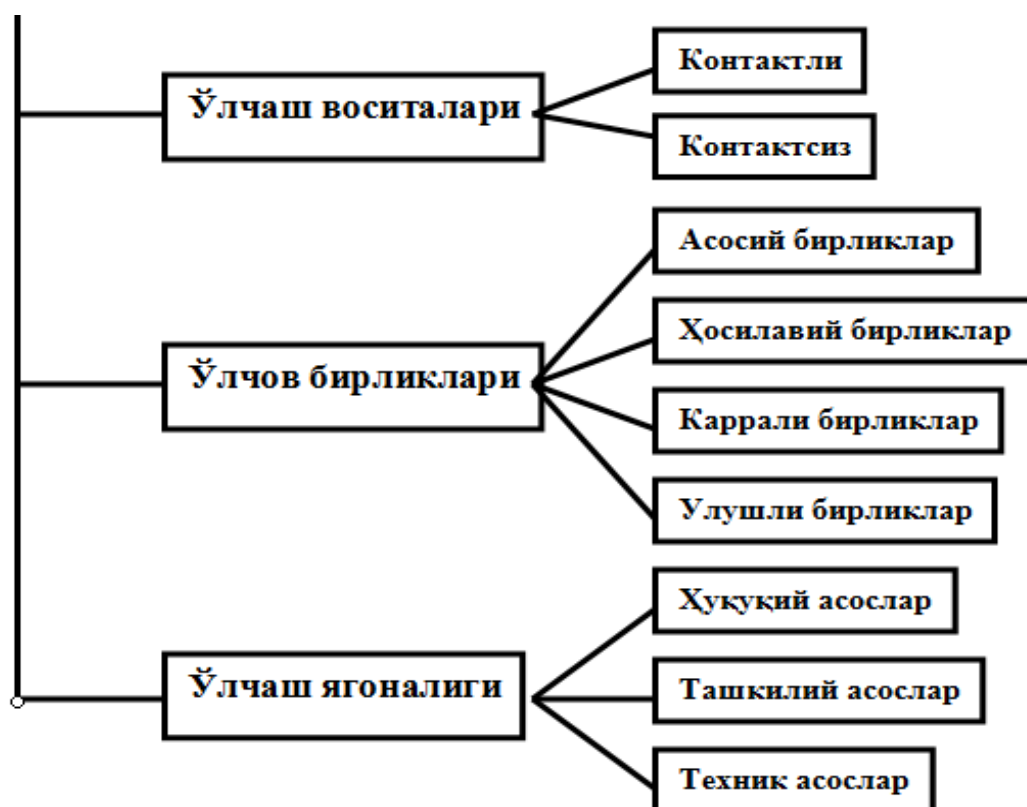 Ўлчаш воситалари
Контактли
Контактсиз
Ўлчов бирликлари
Асосий бирликлар
Ҳосилавий бирликлар
Каррали бирликлар
Улушли бирликлар
Ўлчаш ягоналиги
Ҳуқуқий асослар
Ташкилий асослар
Техник асослар